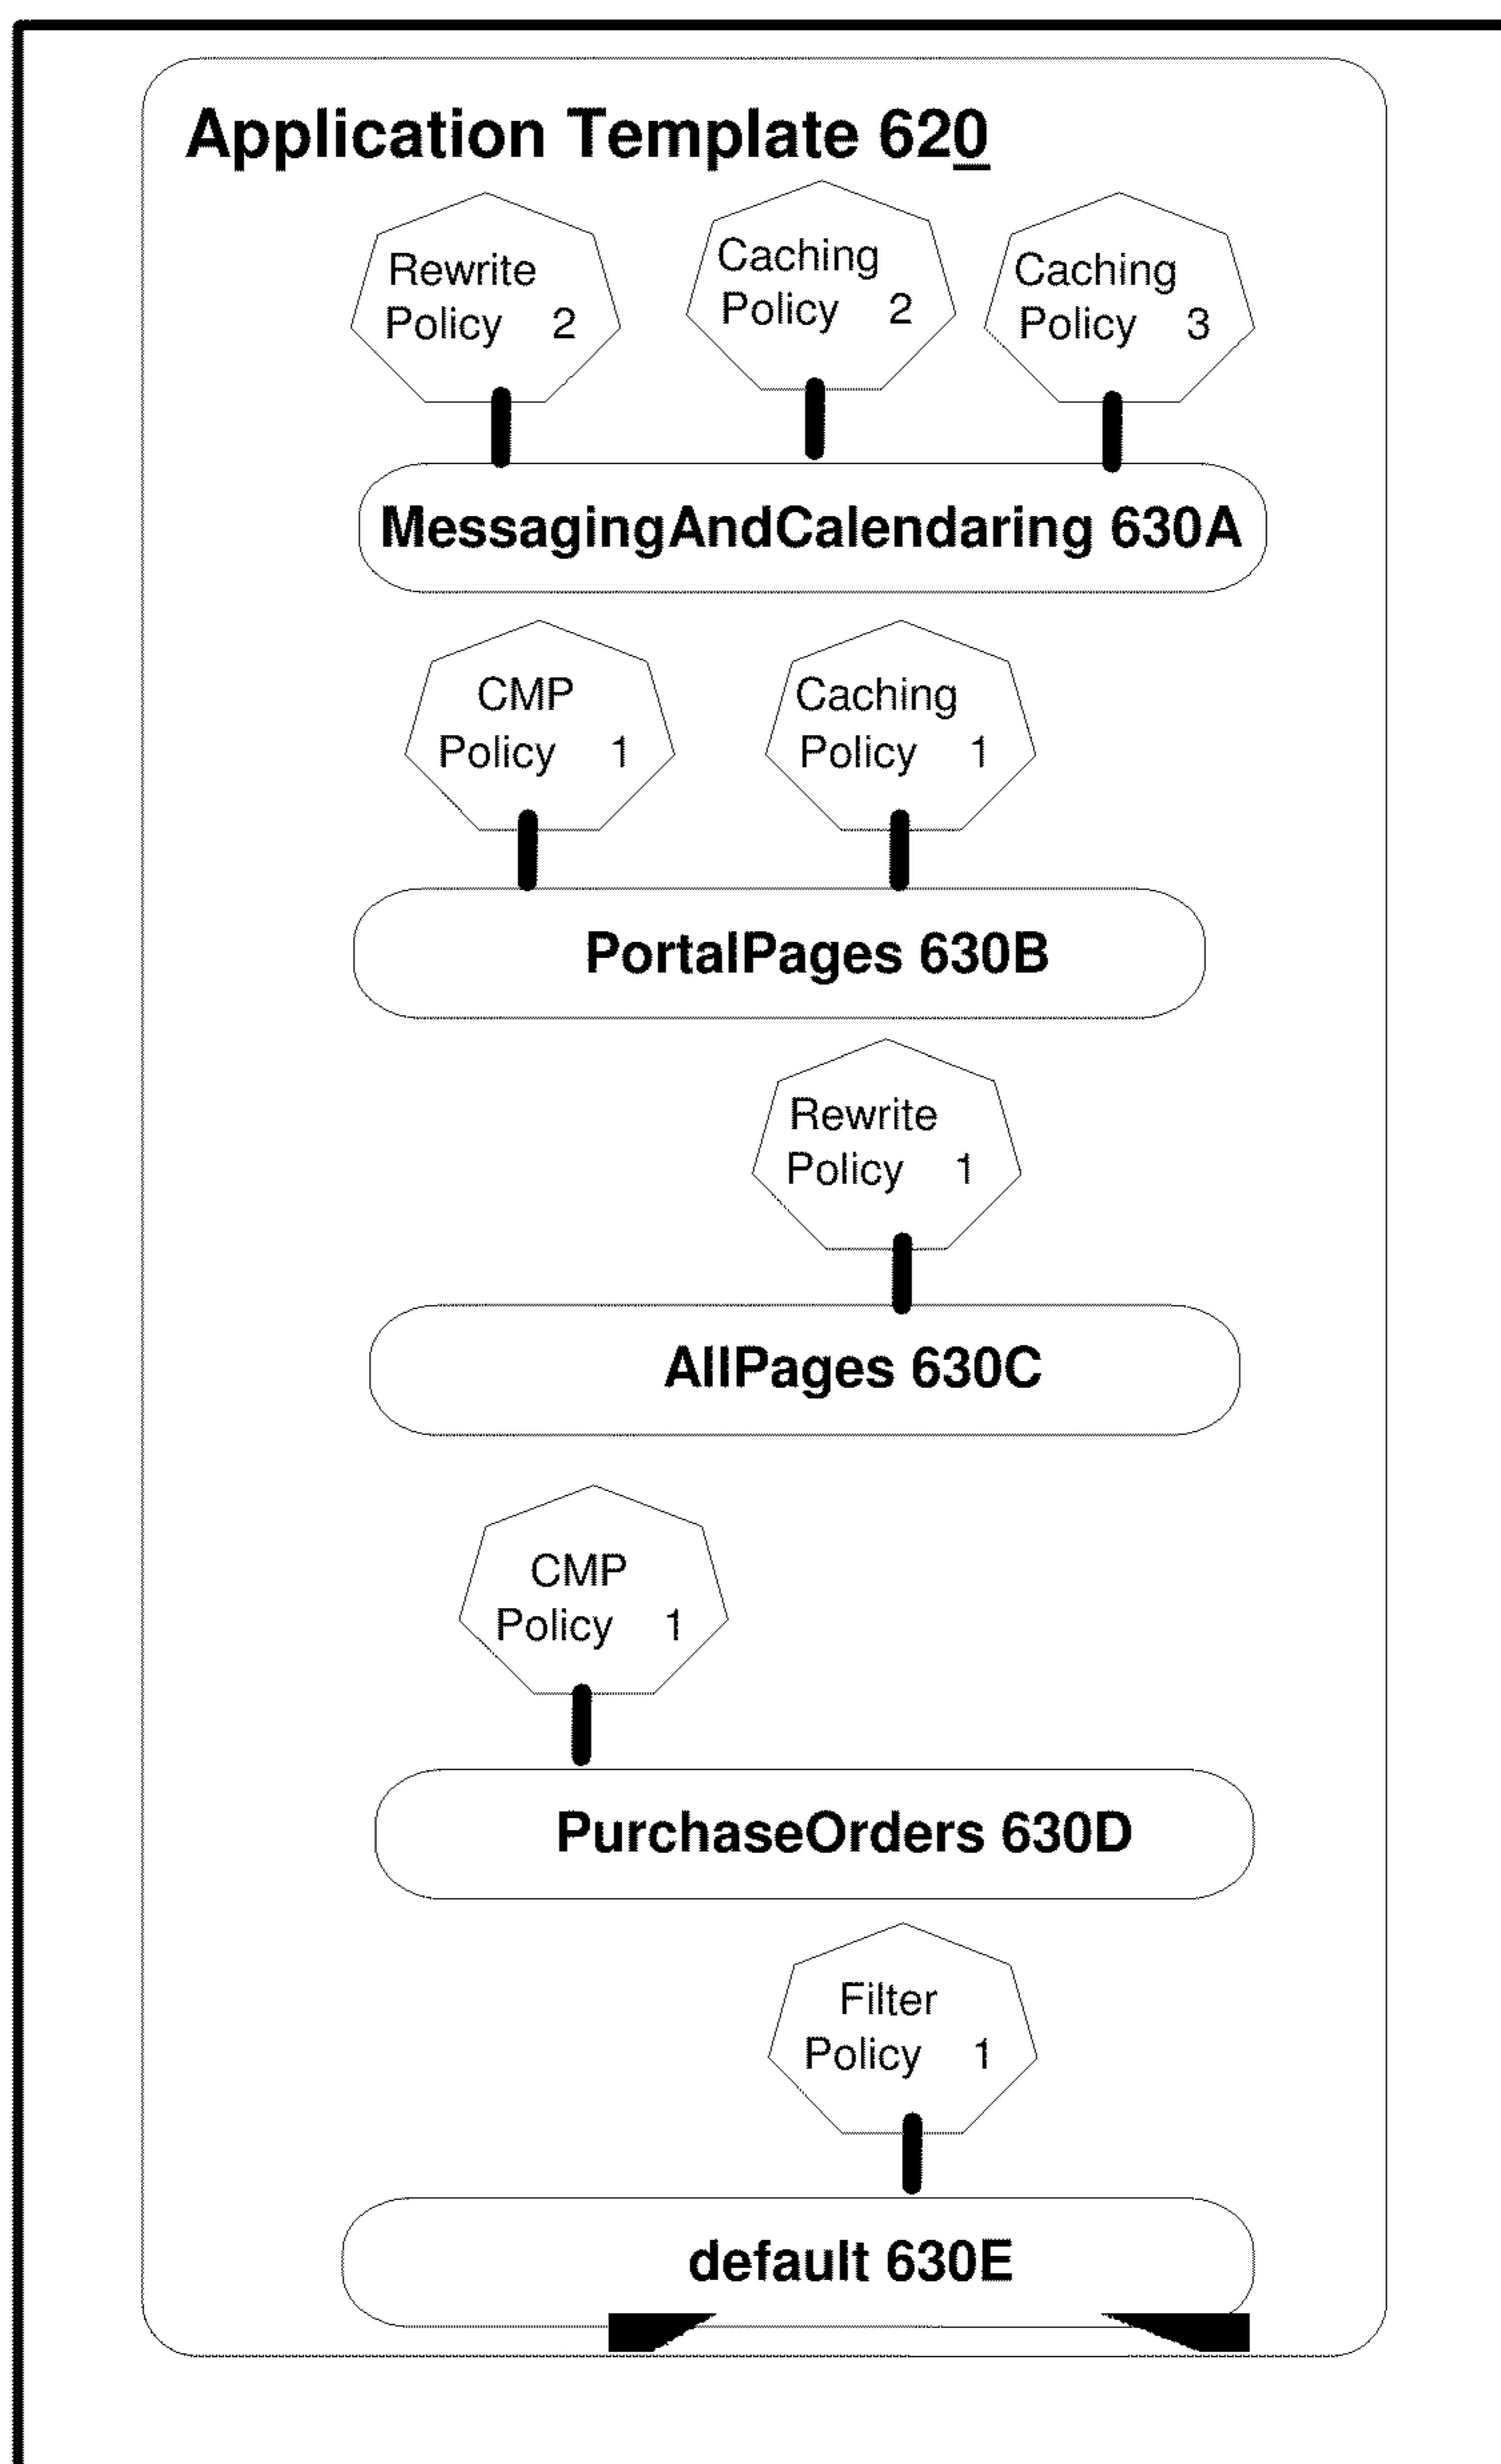 Application Template 620
Rewrite
Policy 2
Caching
Policy 2
Caching
Policy 3
MessagingAndCalendaring 630A
CMP
Policy 1
Caching
Policy 1
PortalPages 630B
Rewrite
Policy 1
AllPages 630C
CMP
Policy 1
PurchaseOrders 630D
Filter
Policy 1
default 630E